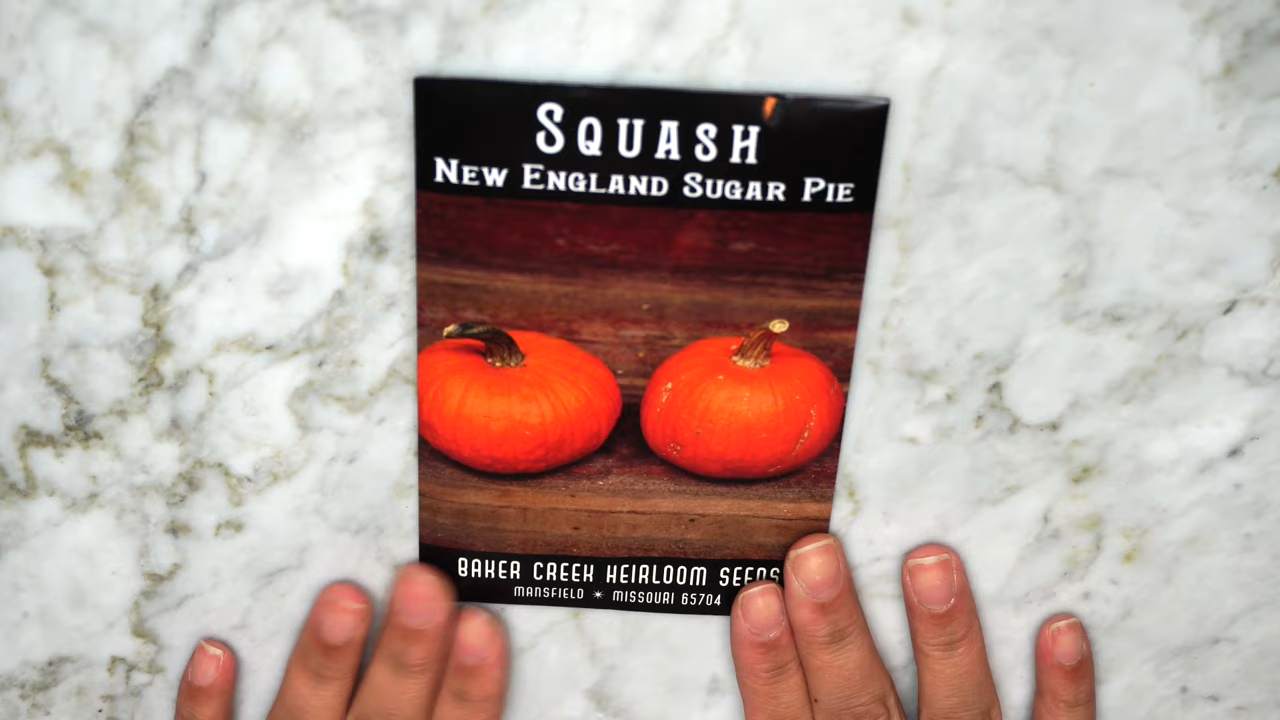 SQUASH
NEW ENGLAND SUGAR PIE
BAKER CREEK HEIRLOOM SEEDS
MANSFIELD ✴ MISSOURI 65704